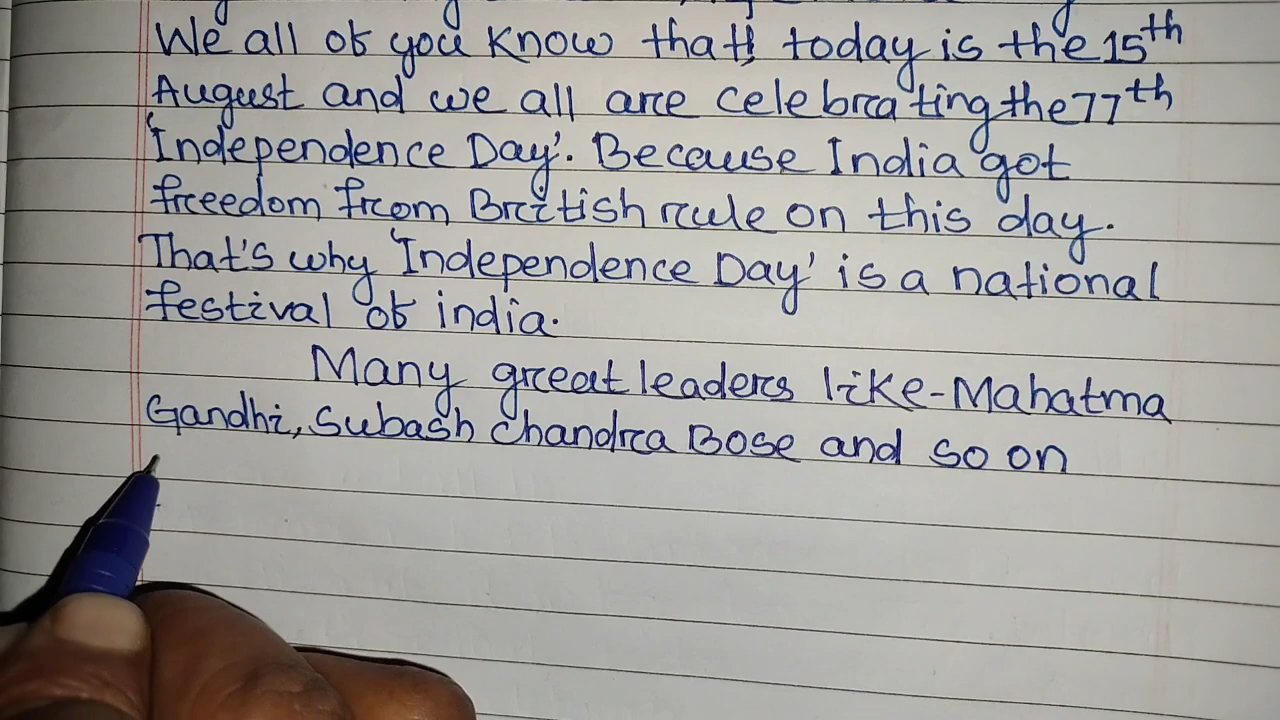 We all of you know that, today is the 15th
August and we all are celebrating the 77th
'Independence Day'. Because India got
freedom from British rule on this day.
That's why 'Independence Day' is a national
festival of india.
Many great leaders like-Mahatma
Gandhi, Subash Chandra Bose and so on